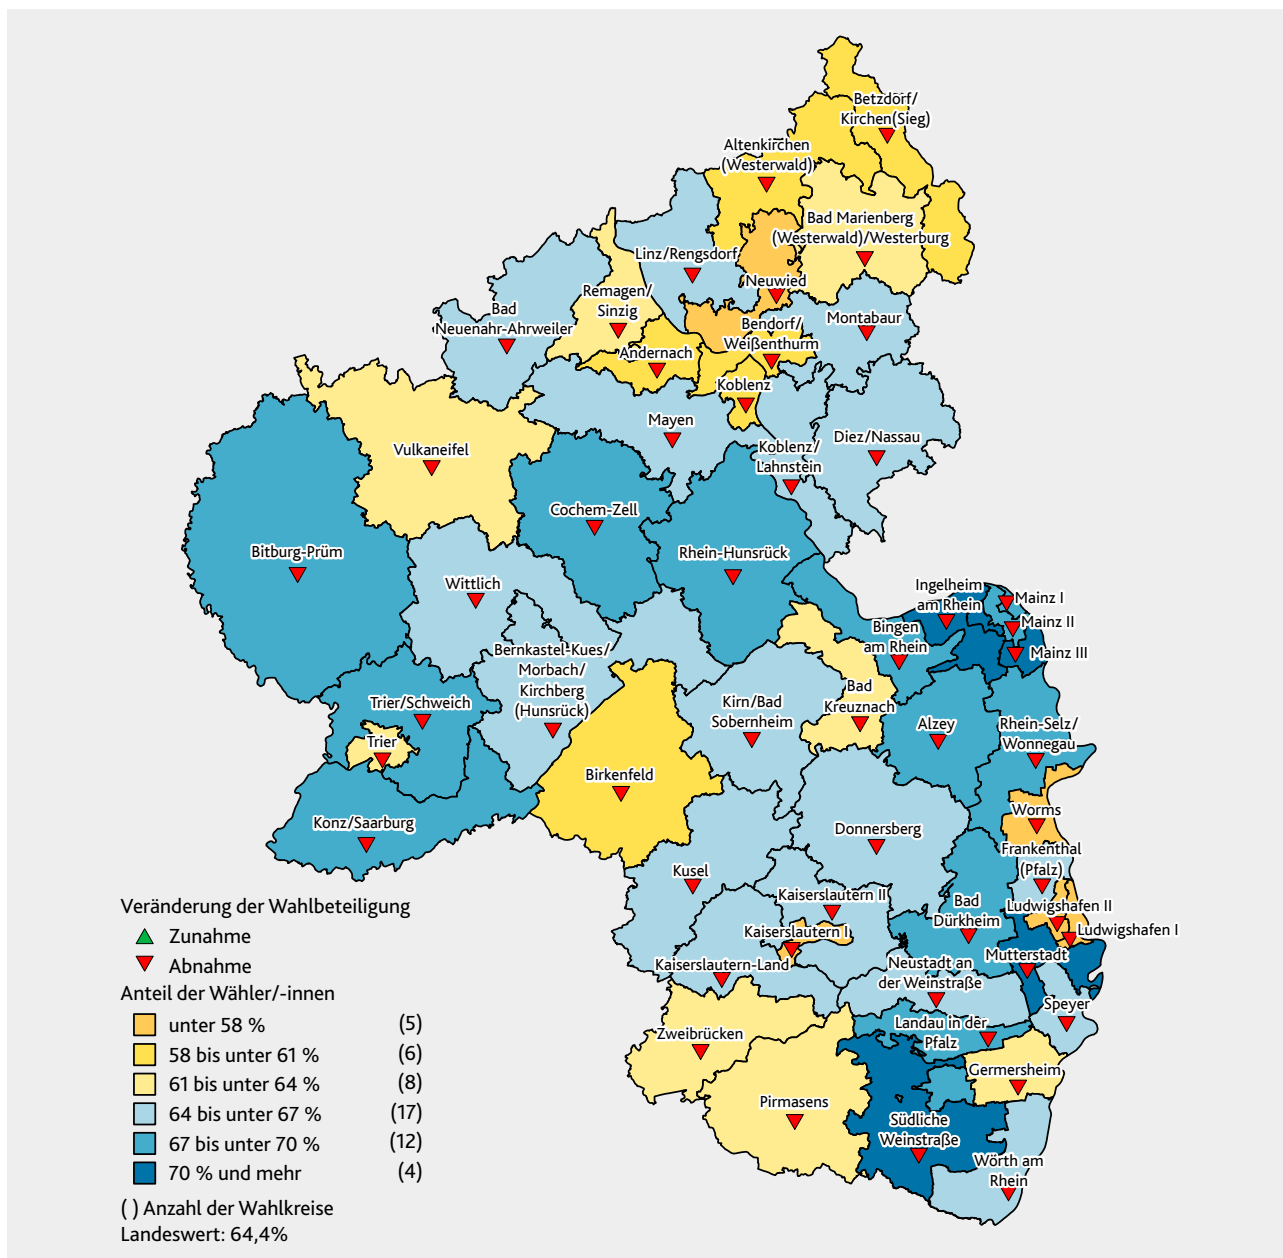 Betzdorf/
Kirchen(Sieg)
Altenkirchen
(Westerwald)
Bad Marienberg
(Westerwald)/Westerburg
Linz/Rengsdorf
Neuwied
Remagen/
Sinzig
Bad
Neuenahr-Ahrweiler
Bendorf/
Weißenthurm
Montabaur
Andernach
Koblenz
Mayen
Diez/Nassau
Koblenz/
Lahnstein
Vulkaneifel
Cochem-Zell
Rhein-Hunsrück
Bitburg-Prüm
Wittlich
Ingelheim
am Rhein
Mainz I
Mainz II
Mainz III
Bingen
am Rhein
Bernkastel-Kues/
Morbach/
Kirchberg
(Hunsrück)
Trier/Schweich
Trier
Kirn/Bad
Sobernheim
Bad
Kreuznach
Alzey
Rhein-Selz/
Wonnegau
Birkenfeld
Konz/Saarburg
Worms
Donnersberg
Frankenthal
(Pfalz)
Kusel
Kaiserslautern II
Bad
Dürkheim
Ludwigshafen II
Ludwigshafen I
Kaiserslautern I
Mutterstadt
Kaiserslautern-Land
Neustadt an
der Weinstraße
Speyer
Landau in der
Pfalz
Zweibrücken
Germersheim
Pirmasens
Südliche
Weinstraße
Wörth am
Rhein
Veränderung der Wahlbeteiligung
Zunahme
Abnahme
Anteil der Wähler/-innen
unter 58 % (5)
58 bis unter 61 % (6)
61 bis unter 64 % (8)
64 bis unter 67 % (17)
67 bis unter 70 % (12)
70 % und mehr (4)
( ) Anzahl der Wahlkreise
Landeswert: 64,4%